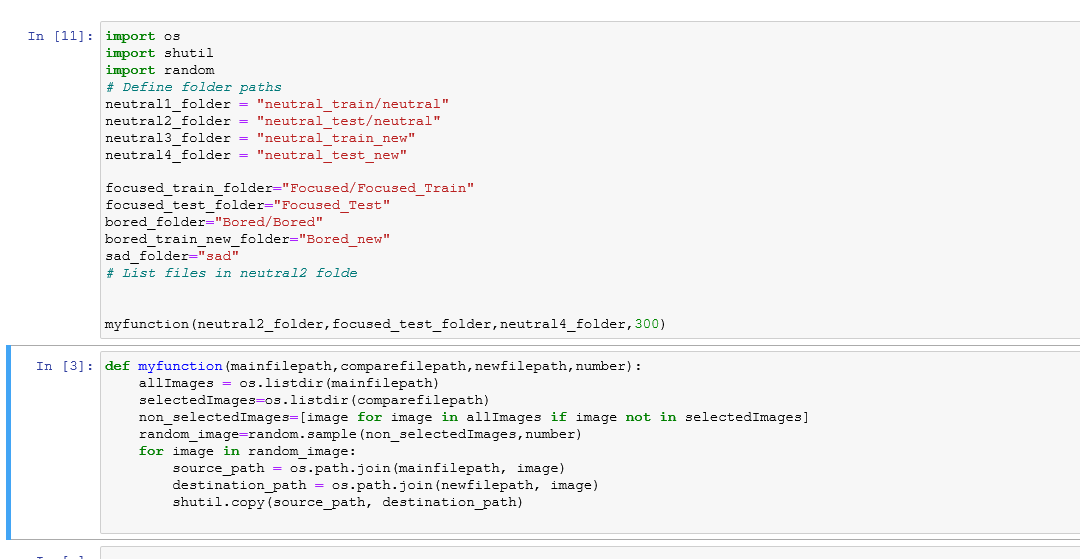 In [11]:
import os
import shutil
import random
# Define folder paths
neutral1_folder = "neutral_train/neutral"
neutral2_folder = "neutral_test/neutral"
neutral3_folder = "neutral_train_new"
neutral4_folder = "neutral_test_new"
focused_train_folder="Focused/Focused_Train"
focused_test_folder="Focused_Test"
bored_folder="Bored/Bored"
bored_train_new_folder="Bored_new"
sad_folder="sad"
# List files in neutral2 folde
myfunction(neutral2_folder,focused_test_folder,neutral4_folder,300)
In [3]:
def myfunction(mainfilepath,comparefilepath,newfilepath,number):
    allImages = os.listdir(mainfilepath)
    selectedImages=os.listdir(comparefilepath)
    non_selectedImages=[image for image in allImages if image not in selectedImages]
    random_image=random.sample(non_selectedImages,number)
    for image in random_image:
        source_path = os.path.join(mainfilepath, image)
        destination_path = os.path.join(newfilepath, image)
        shutil.copy(source_path, destination_path)